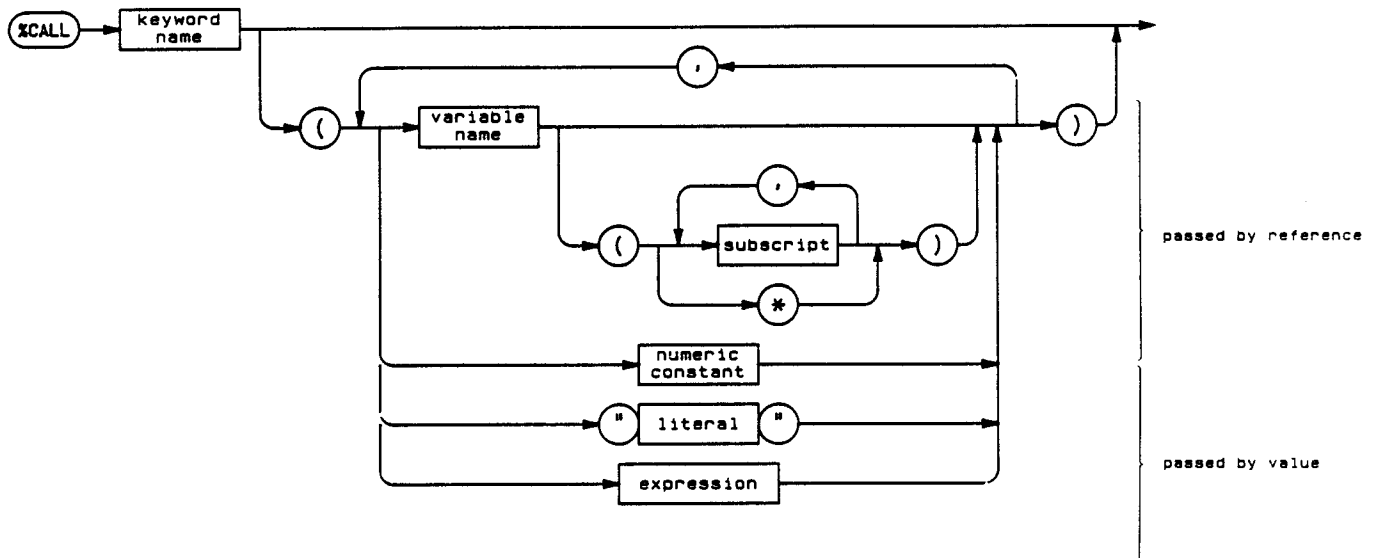 %CALL
keyword
name
,
(
variable
name
)
,
(
subscript
)
passed by reference
*
numeric
constant
" literal "
passed by value
expression